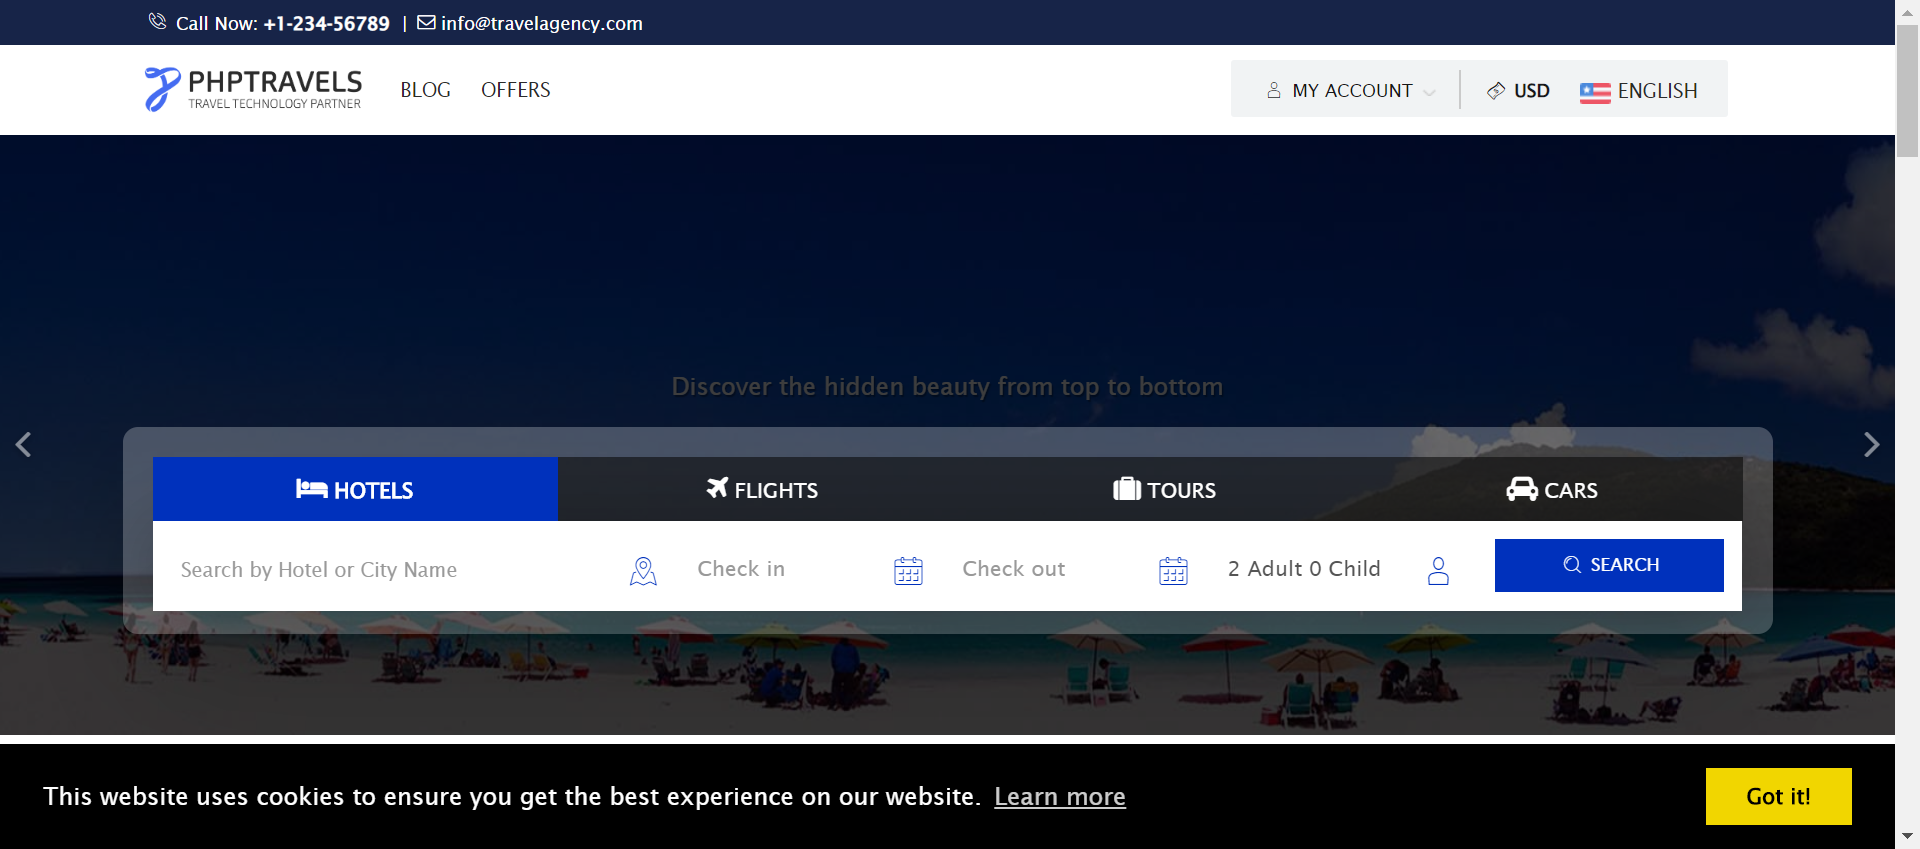 Call Now: +1-234-56789 | info@travelagency.com
PHPTRAVELS
TRAVEL TECHNOLOGY PARTNER
BLOG OFFERS
MY ACCOUNT USD ENGLISH
Discover the hidden beauty from top to bottom
HOTELS FLIGHTS TOURS CARS
Search by Hotel or City Name Check in Check out 2 Adult 0 Child SEARCH
This website uses cookies to ensure you get the best experience on our website. Learn more Got it!